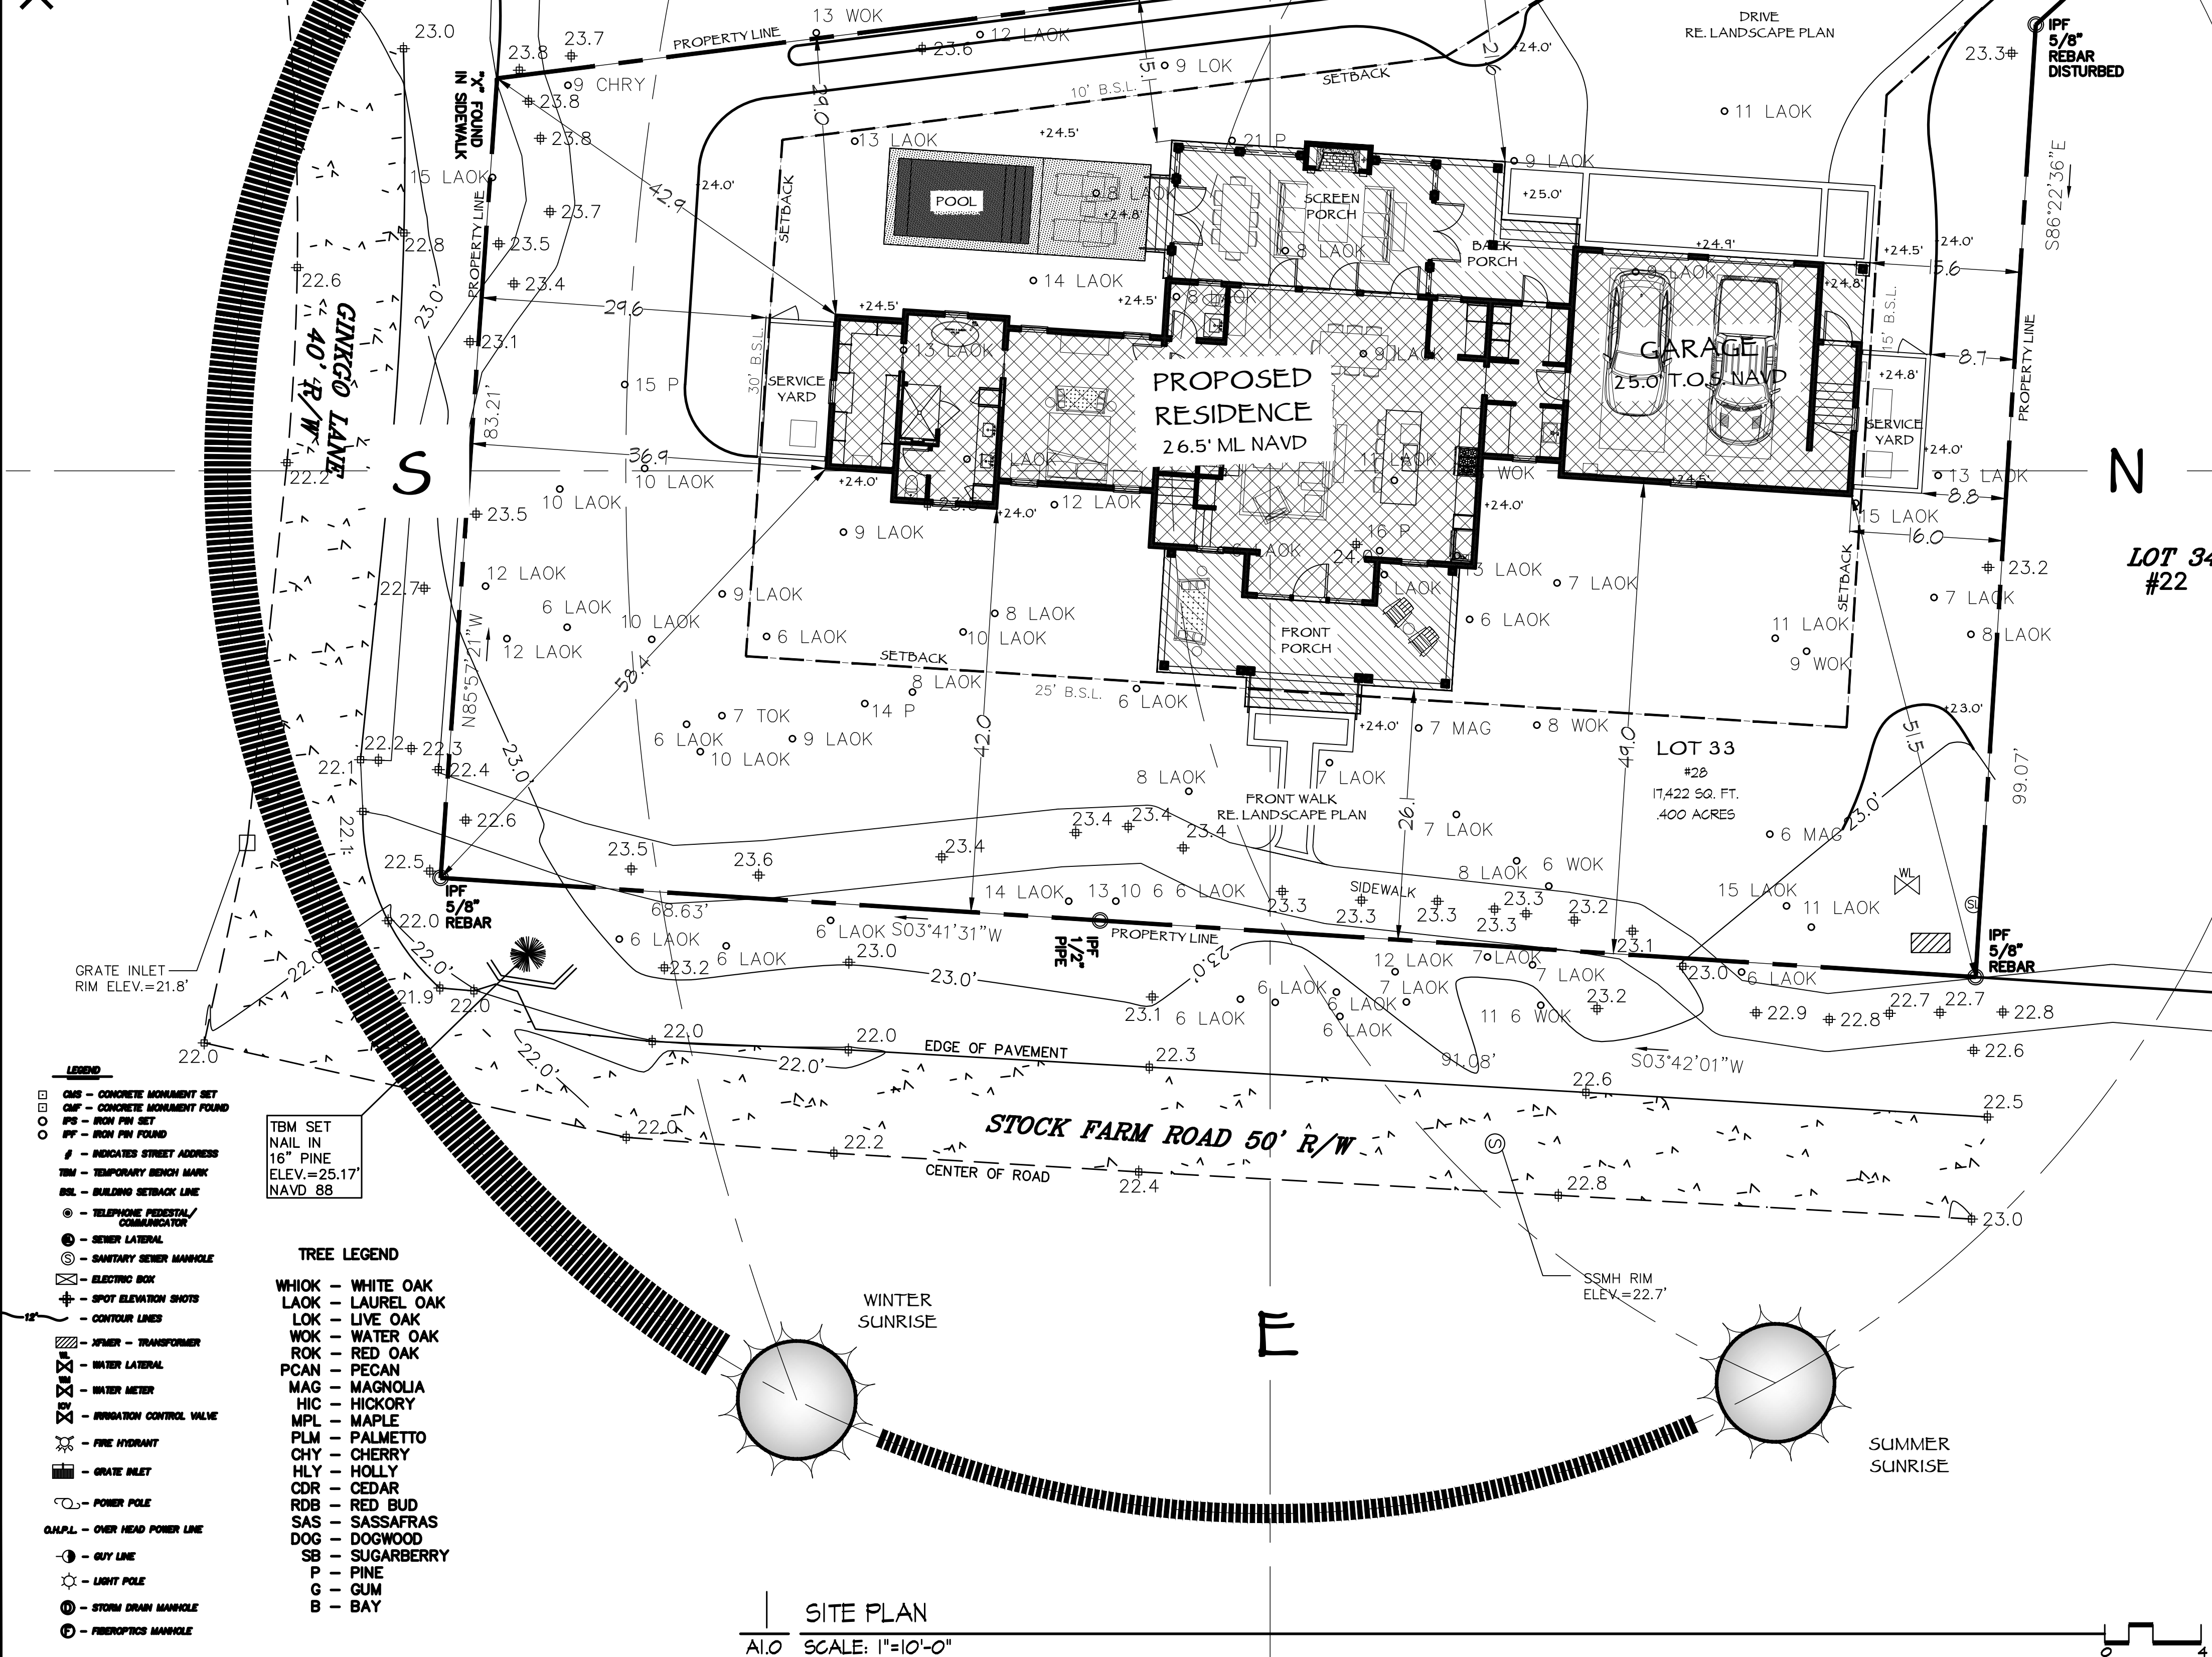 13 WOK
PROPERTY LINE
12 LAOK
23.6
DRIVE
RE. LANDSCAPE PLAN
IPF
5/8"
REBAR
DISTURBED
23.3
23.0
23.8
23.7
9 CHRY
23.8
23.8
"X" FOUND
IN SIDEWALK
29.0
15.1
9 LOK
21.6
+24.0'
SETBACK
10' B.S.L.
11 LAOK
S86°22'36"E
13 LAOK
+24.5'
21 P
9 LAOK
15 LAOK
PROPERTY LINE
42.9
+24.0'
SETBACK
POOL
8 LAOK
+24.8'
SCREEN
PORCH
+25.0'
23.7
22.8
23.5
8 LAOK
BACK
PORCH
+24.9'
+24.5'
+24.0'
22.6
23.4
14 LAOK
9 LAOK
15.6
+24.8'
23.0'
29.6
+24.5'
+24.5'
8 LAOK
15' B.S.L.
GINKGO LANE
40' R/W
23.1
13 LAOK
9 LAOK
GARAGE
25.0' T.O.S. NAVD
8.7
PROPERTY LINE
15 P
30' B.S.L.
SERVICE
YARD
PROPOSED
RESIDENCE
26.5' ML NAVD
+24.8'
SERVICE
YARD
83.21'
S
36.9
10 LAOK
+24.0'
WOK
+24.5'
+24.0'
13 LAOK
N
22.2
10 LAOK
8.8
23.5
+24.0'
12 LAOK
+24.0'
15 LAOK
9 LAOK
16 P
16.0
LOT 34
#22
12 LAOK
22.7
6 LAOK
13 LAOK
7 LAOK
SETBACK
23.2
7 LAOK
9 LAOK
6 LAOK
10 LAOK
8 LAOK
6 LAOK
11 LAOK
8 LAOK
12 LAOK
6 LAOK
10 LAOK
FRONT
PORCH
9 WOK
N85°57'21"W
58.4
SETBACK
25' B.S.L.
8 LAOK
6 LAOK
7 TOK
14 P
6 LAOK
9 LAOK
10 LAOK
42.0
+24.0'
7 MAG
8 WOK
49.0
51.5
+23.0'
LOT 33
#28
17,422 SQ. FT.
.400 ACRES
22.2
22.3
22.1
22.4
23.0'
8 LAOK
7 LAOK
99.07'
FRONT WALK
RE. LANDSCAPE PLAN
26.1
7 LAOK
6 MAG
23.0'
22.6
22.1
23.4
23.4
23.4
23.4
22.5
23.5
23.6
8 LAOK
6 WOK
WL
IPF
5/8"
REBAR
14 LAOK
13
10
6
6 LAOK
SIDEWALK
15 LAOK
SL
22.0
68.63'
23.3
23.3
23.3
23.3
23.3
23.2
11 LAOK
6 LAOK
S03°41'31"W
PROPERTY LINE
23.1
IPF
5/8"
REBAR
6 LAOK
6 LAOK
IPF
1/2"
PIPE
GRATE INLET
RIM ELEV.=21.8'
22.0'
22.0'
23.2
23.0
23.0'
23.0'
12 LAOK
7 LAOK
7 LAOK
23.0
6 LAOK
21.9
22.0
6 LAOK
7 LAOK
6 LAOK
23.1
6 LAOK
6 LAOK
11 6 WOK
23.2
22.9
22.8
22.7
22.7
22.8
22.0
22.0'
22.0
22.0'
22.0
EDGE OF PAVEMENT
22.3
91.08'
S03°42'01"W
22.6
22.6
22.5
22.0
22.2
STOCK FARM ROAD 50' R/W
CENTER OF ROAD
22.4
22.8
23.0
TBM SET
NAIL IN
16" PINE
ELEV.=25.17'
NAVD 88
SSMH RIM
ELEV.=22.7'
LEGEND
CMS – CONCRETE MONUMENT SET
CMF – CONCRETE MONUMENT FOUND
IPS – IRON PIN SET
IPF – IRON PIN FOUND
# – INDICATES STREET ADDRESS
TBM – TEMPORARY BENCH MARK
BSL – BUILDING SETBACK LINE
– TELEPHONE PEDESTAL/
COMMUNICATOR
– SEWER LATERAL
S – SANITARY SEWER MANHOLE
– ELECTRIC BOX
– SPOT ELEVATION SHOTS
12' – CONTOUR LINES
– XFMER – TRANSFORMER
WL – WATER LATERAL
WM – WATER METER
ICV – IRRIGATION CONTROL VALVE
– FIRE HYDRANT
– GRATE INLET
– POWER POLE
O.H.P.L. – OVER HEAD POWER LINE
– GUY LINE
– LIGHT POLE
D – STORM DRAIN MANHOLE
F – FIBEROPTICS MANHOLE
TREE LEGEND
WHIOK – WHITE OAK
LAOK – LAUREL OAK
LOK – LIVE OAK
WOK – WATER OAK
ROK – RED OAK
PCAN – PECAN
MAG – MAGNOLIA
HIC – HICKORY
MPL – MAPLE
PLM – PALMETTO
CHY – CHERRY
HLY – HOLLY
CDR – CEDAR
RDB – RED BUD
SAS – SASSAFRAS
DOG – DOGWOOD
SB – SUGARBERRY
P – PINE
G – GUM
B – BAY
WINTER
SUNRISE
E
SUMMER
SUNRISE
1
SITE PLAN
A1.0
SCALE: 1"=10'-0"
0
4